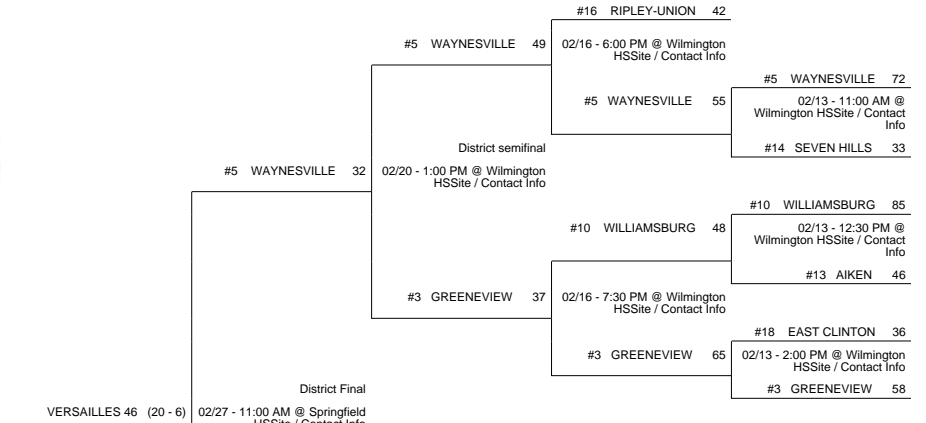 #16 RIPLEY-UNION 42
#5 WAYNESVILLE 49
02/16 - 6:00 PM @ Wilmington
HSSite / Contact Info
#5 WAYNESVILLE 72
#5 WAYNESVILLE 55
02/13 - 11:00 AM @
Wilmington HSSite / Contact
Info
#14 SEVEN HILLS 33
District semifinal
#5 WAYNESVILLE 32
02/20 - 1:00 PM @ Wilmington
HSSite / Contact Info
#10 WILLIAMSBURG 85
#10 WILLIAMSBURG 48
02/13 - 12:30 PM @
Wilmington HSSite / Contact
Info
#13 AIKEN 46
#3 GREENEVIEW 37
02/16 - 7:30 PM @ Wilmington
HSSite / Contact Info
#18 EAST CLINTON 36
#3 GREENEVIEW 65
02/13 - 2:00 PM @ Wilmington
HSSite / Contact Info
#3 GREENEVIEW 58
District Final
VERSAILLES 46 (20 - 6)
02/27 - 11:00 AM @ Springfield
HSSite / Contact Info